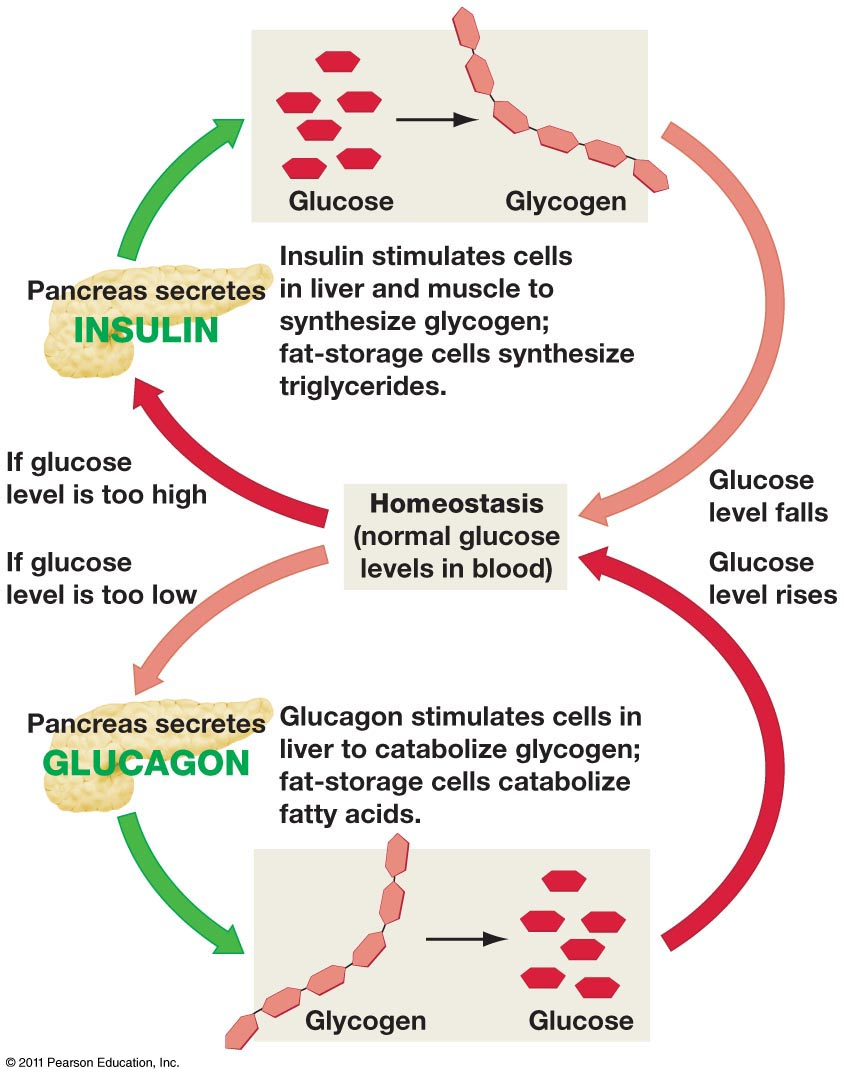 Glucose
Glycogen
Pancreas secretes
INSULIN
Insulin stimulates cells
in liver and muscle to
synthesize glycogen;
fat-storage cells synthesize
triglycerides.
If glucose
level is too high
Homeostasis
(normal glucose
levels in blood)
Glucose
level falls
If glucose
level is too low
Glucose
level rises
Pancreas secretes
GLUCAGON
Glucagon stimulates cells in
liver to catabolize glycogen;
fat-storage cells catabolize
fatty acids.
Glycogen
Glucose
© 2011 Pearson Education, Inc.